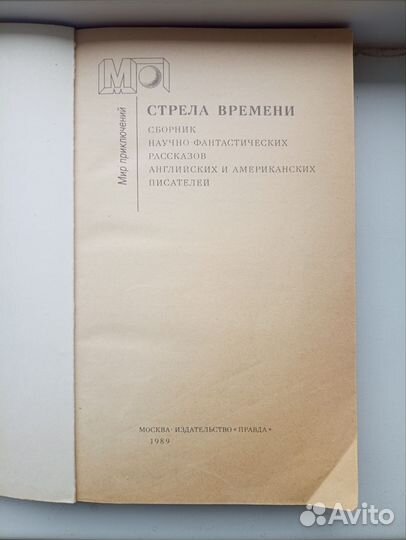 МП
Мир приключений
СТРЕЛА ВРЕМЕНИ
СБОРНИК
НАУЧНО-ФАНТАСТИЧЕСКИХ
РАССКАЗОВ
АНГЛИЙСКИХ И АМЕРИКАНСКИХ
ПИСАТЕЛЕЙ
МОСКВА · ИЗДАТЕЛЬСТВО «ПРАВДА»
1989
Avito